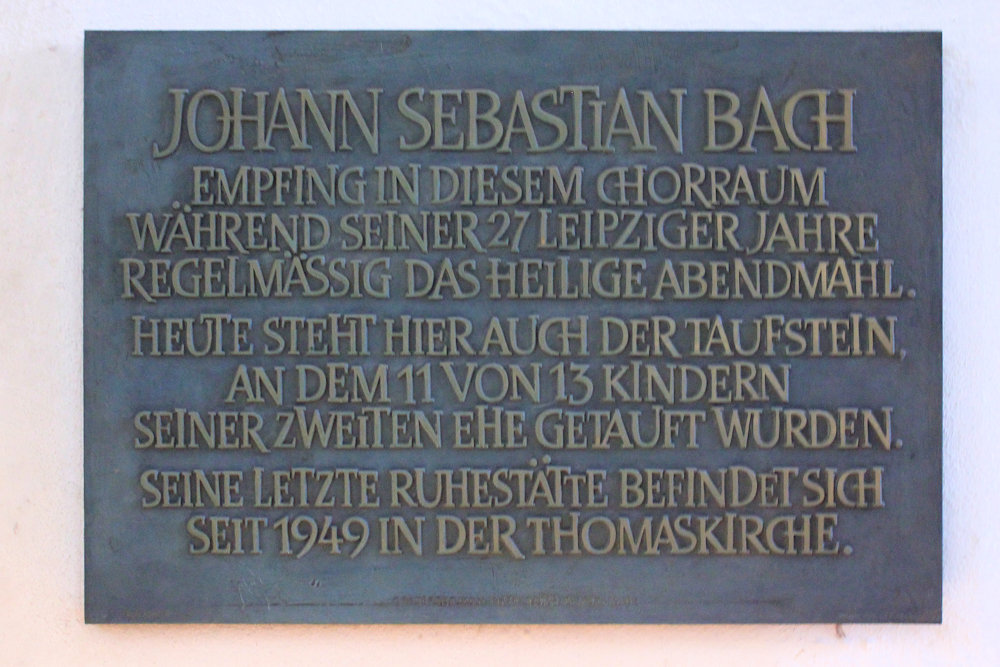 JOHANN SEBASTIAN BACH
EMPFING IN DIESEM CHORRAUM
WÄHREND SEINER 27 LEIPZIGER JAHRE
REGELMÄSSIG DAS HEILIGE ABENDMAHL.
HEUTE STEHT HIER AUCH DER TAUFSTEIN,
AN DEM 11 VON 13 KINDERN
SEINER ZWEITEN EHE GETAUFT WURDEN.
SEINE LETZTE RUHESTÄTTE BEFINDET SICH
SEIT 1949 IN DER THOMASKIRCHE.